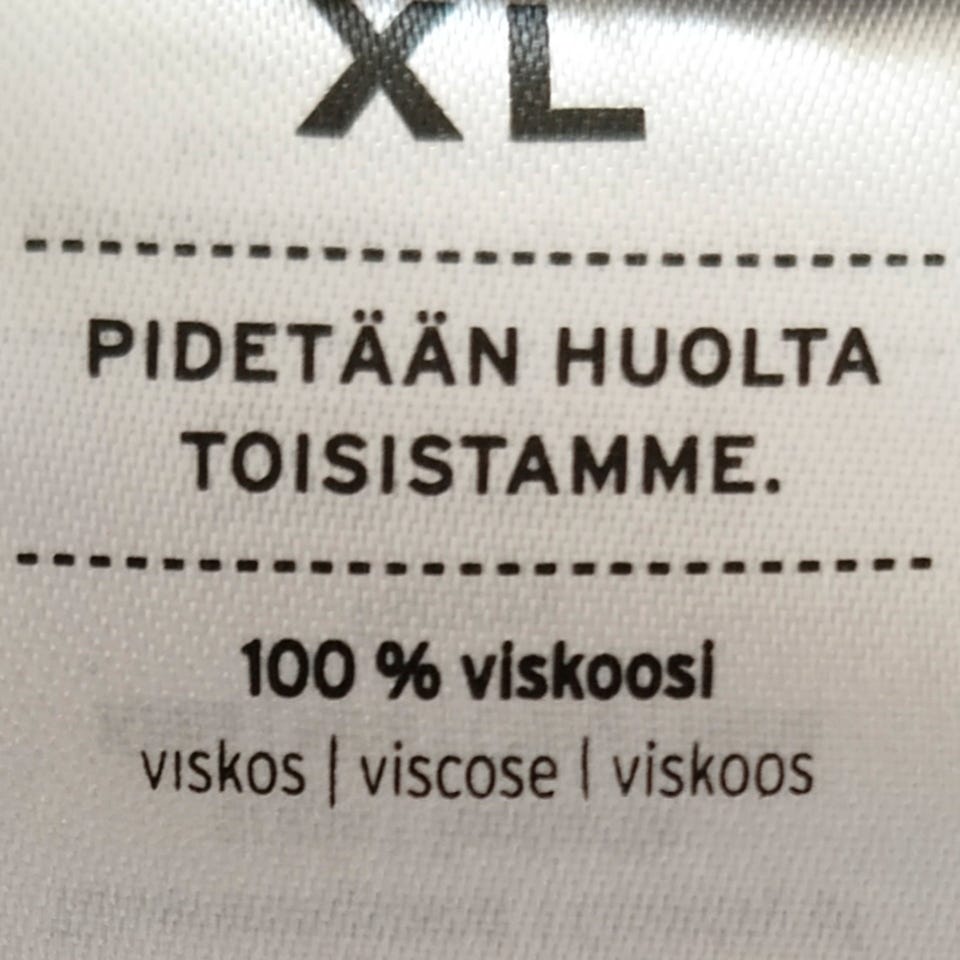 XL
PIDETÄÄN HUOLTA
TOISISTAMME.
100 % viskoosi
viskos | viscose | viskoos